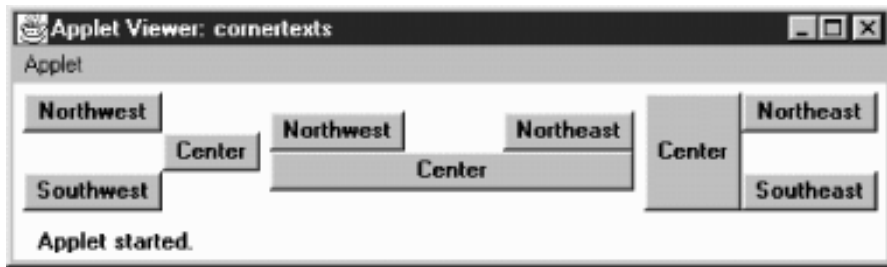 Applet Viewer: cornertexts
Applet
Northwest
Center
Southwest
Northwest Northeast
Center
Center
Northeast
Southeast
Applet started.